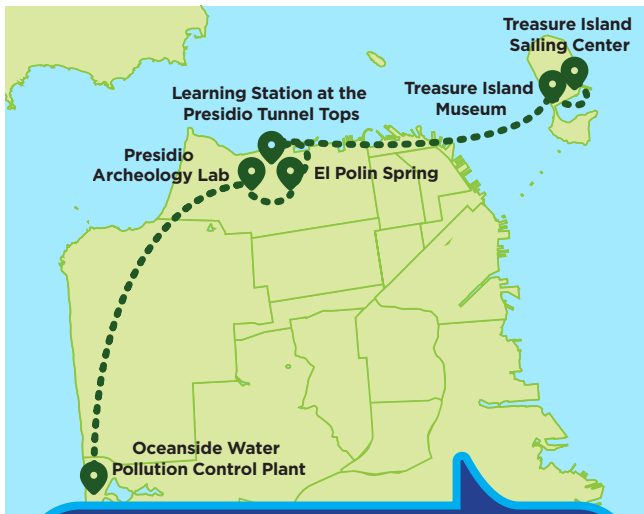 Treasure Island
Sailing Center
Treasure Island
Museum
Learning Station at the
Presidio Tunnel Tops
Presidio
Archeology Lab
El Polin Spring
Oceanside Water
Pollution Control Plant